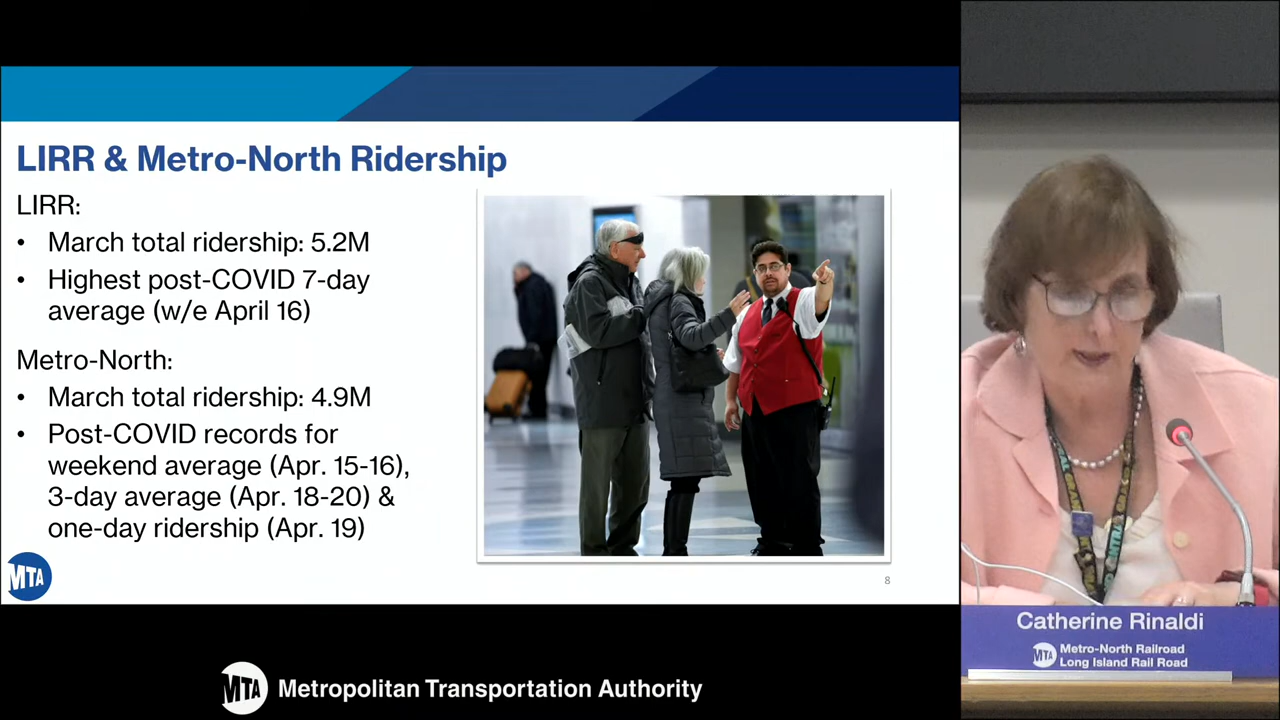 LIRR & Metro-North Ridership
LIRR:
• March total ridership: 5.2M
• Highest post-COVID 7-day
average (w/e April 16)
Metro-North:
• March total ridership: 4.9M
• Post-COVID records for
weekend average (Apr. 15-16),
3-day average (Apr. 18-20) &
one-day ridership (Apr. 19)
MTA
8
Catherine Rinaldi
MTA Metro-North Railroad
Long Island Rail Road
MTA Metropolitan Transportation Authority